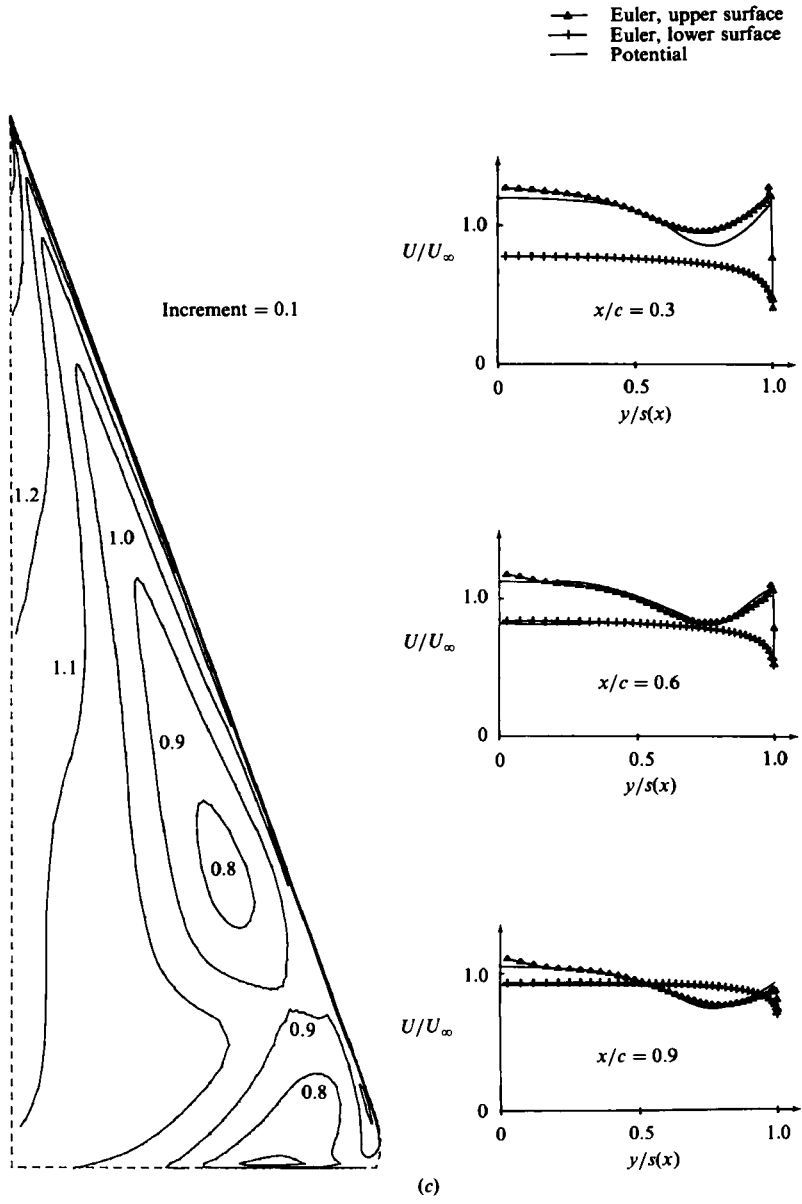 Euler, upper surface
Euler, lower surface
Potential
Increment = 0.1
1.2
1.1
1.0
0.9
0.8
0.9
0.8
1.0
U/U∞
0
x/c = 0.3
0
0.5
1.0
y/s(x)
1.0
U/U∞
0
x/c = 0.6
0
0.5
1.0
y/s(x)
1.0
U/U∞
0
x/c = 0.9
0
0.5
1.0
y/s(x)
(c)